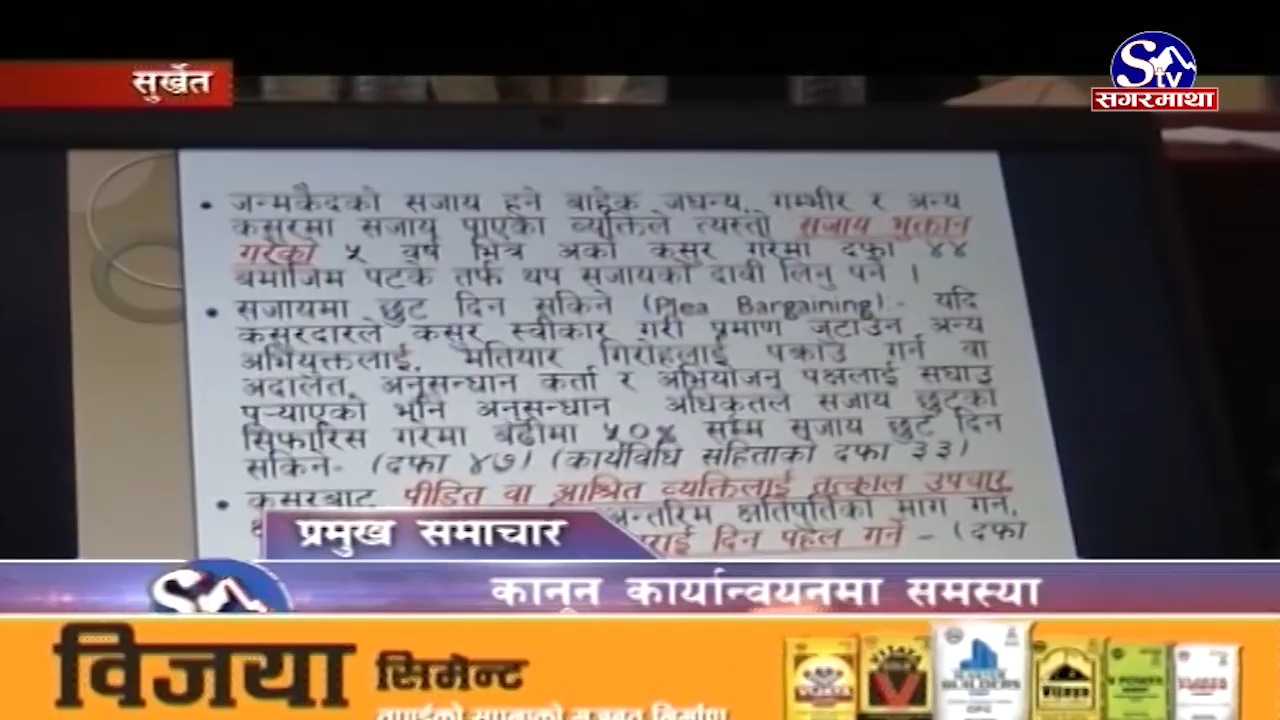 सुर्खेत
STV
सगरमाथा
• जन्मकैदको सजाय हुने बाहेक जघन्य, गम्भीर र अन्य
कसुरमा सजाय पाएको व्यक्तिले त्यस्तो सजाय भुक्तान
गरेको ५ वर्ष भित्र अर्को कसुर गरेमा दफा ४४
बमोजिम पटके तर्फ थप सजायको दावी लिनु पर्ने ।
• सजायमा छुट दिन सकिने (Plea Bargaining):- यदि
कसुरदारले कसुर स्वीकार गरी प्रमाण जुटाउन अन्य
अभियुक्तलाई, मतियार गिरोहलाई पक्राउ गर्न वा
अदालत, अनुसन्धान कर्ता र अभियोजन पक्षलाई सघाउ
पुर्‍याएको भनि अनुसन्धान अधिकृतले सजाय छुटको
सिफारिस गरेमा बढीमा ५०% सम्म सजाय छुट दिन
सकिने- (दफा ४७) (कार्यविधि संहिताको दफा ३३)
• कसुरबाट पीडित वा आश्रित व्यक्तिलाई तत्काल उपचार
अन्तरिम क्षतिपूर्तिको माग गर्न,
दिन पहल गर्ने - (दफा
प्रमुख समाचार
कानून कार्यान्वयनमा समस्या
विजया सिमेन्ट
तपाईको सपनाको मजबुत निर्माण